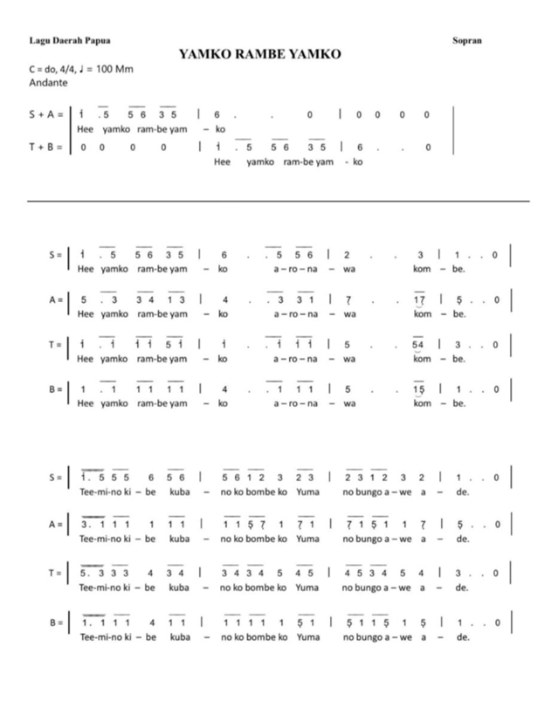 Lagu Daerah Papua Sopran
YAMKO RAMBE YAMKO
C = do, 4/4, ♩ = 100 Mm
Andante
S + A = | i̇ . 5 5 6 3 5 | 6 . . 0 | 0 0 0 0 |
Hee yamko ram-be yam – ko
T + B = | 0 0 0 0 | i̇ . 5 5 6 3 5 | 6 . . 0 |
Hee yamko ram-be yam - ko
S = | i̇ . 5 5 6 3 5 | 6 . . 5 5 6 | 2 . . 3 | 1 . . 0 |
Hee yamko ram-be yam – ko a – ro – na – wa kom – be.
A = | 5 . 3 3 4 1 3 | 4 . . 3 3 1 | 7̣ . . 1 7̣ | 5̣ . . 0 |
Hee yamko ram-be yam – ko a – ro – na – wa kom – be.
T = | i̇ . i̇ i̇ i̇ 5 i̇ | i̇ . . i̇ i̇ i̇ | 5 . . 5 4 | 3 . . 0 |
Hee yamko ram-be yam – ko a – ro – na – wa kom – be.
B = | 1 . 1 1 1 1 1 | 4 . . 1 1 1 | 5 . . 1 5̣ | 1 . . 0 |
Hee yamko ram-be yam – ko a – ro – na – wa kom – be.
S = | 1 . 5 5 5 6 5 6 | 5 6 1 2 3 2 3 | 2 3 1 2 3 2 | 1 . . 0 |
Tee-mi-no ki – be kuba – no ko bombe ko Yuma no bungo a – we a – de.
A = | 3 . 1 1 1 1 1 1 | 1 1 5̣ 7̣ 1 7̣ 1 | 7̣ 1 5̣ 1 1 7̣ | 5̣ . . 0 |
Tee-mi-no ki – be kuba – no ko bombe ko Yuma no bungo a – we a – de.
T = | 5 . 3 3 3 4 3 4 | 3 4 3 4 5 4 5 | 4 5 3 4 5 4 | 3 . . 0 |
Tee-mi-no ki – be kuba – no ko bombe ko Yuma no bungo a – we a – de.
B = | 1 . 1 1 1 4 1 1 | 1 1 1 1 1 5̣ 1 | 5̣ 1 1 5̣ 1 5̣ | 1 . . 0 |
Tee-mi-no ki – be kuba – no ko bombe ko Yuma no bungo a – we a – de.